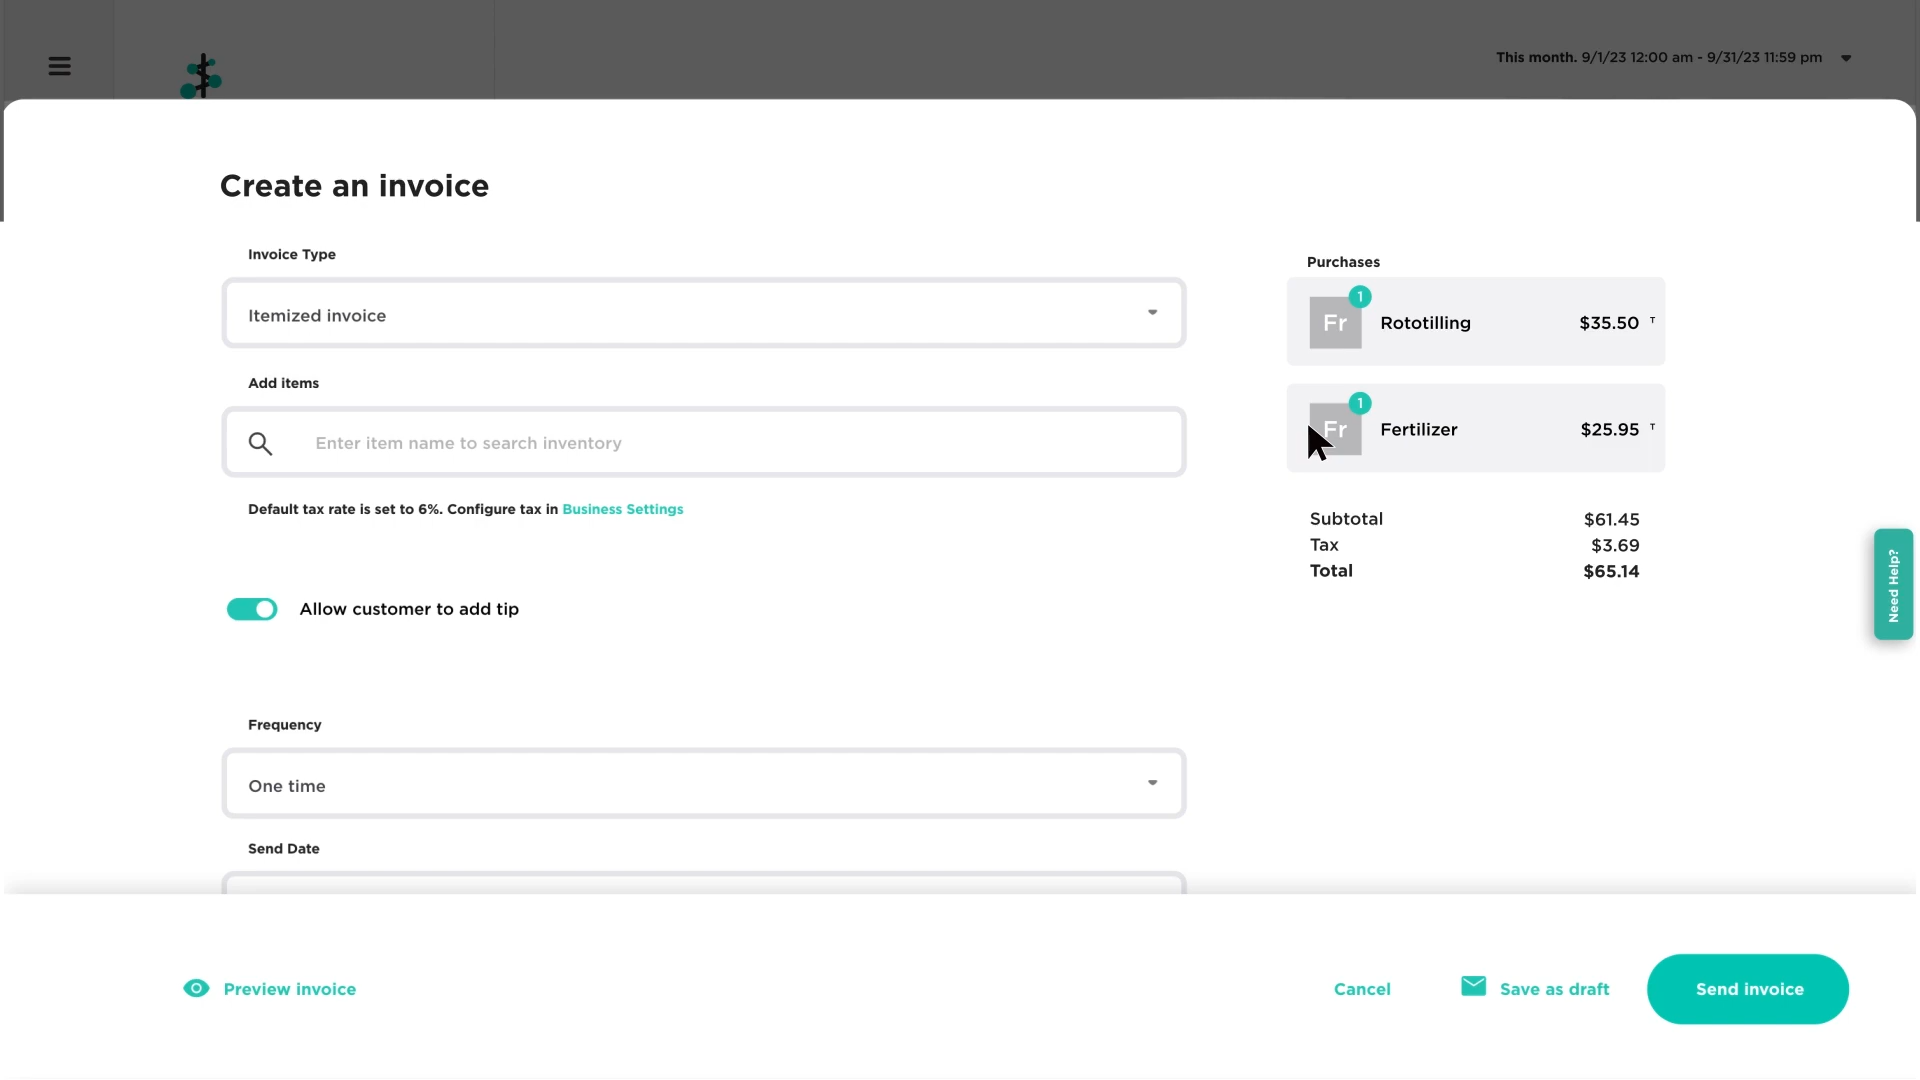 This month. 9/1/23 12:00 am - 9/31/23 11:59 pm
Create an invoice
Invoice Type
Itemized invoice
Add items
Enter item name to search inventory
Default tax rate is set to 6%. Configure tax in Business Settings
Allow customer to add tip
Frequency
One time
Send Date
Purchases
1
Fr Rototilling $35.50 T
1
Fr Fertilizer $25.95 T
Subtotal $61.45
Tax $3.69
Total $65.14
Need Help?
Preview invoice
Cancel
Save as draft
Send invoice